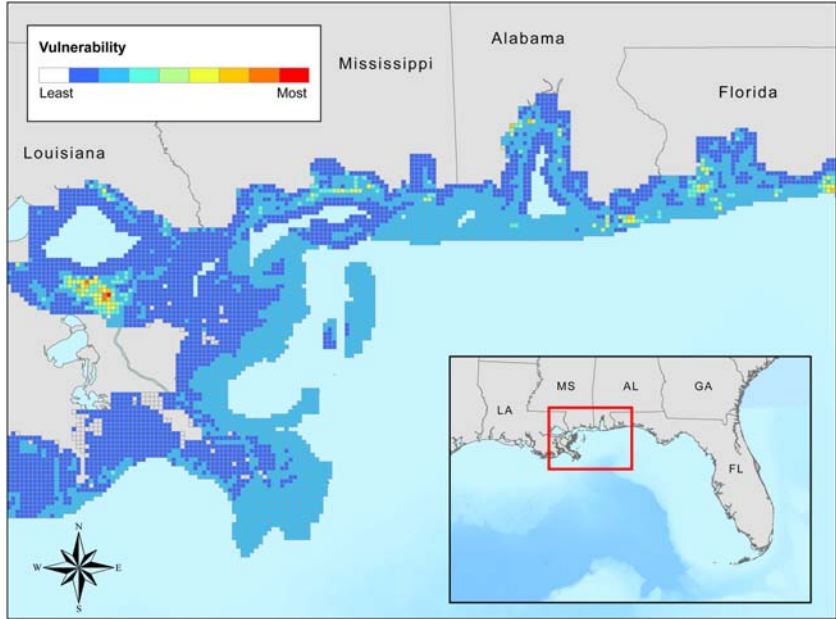 Vulnerability
Least Most
Louisiana
Mississippi
Alabama
Florida
N
W E
S
MS AL GA
LA
FL